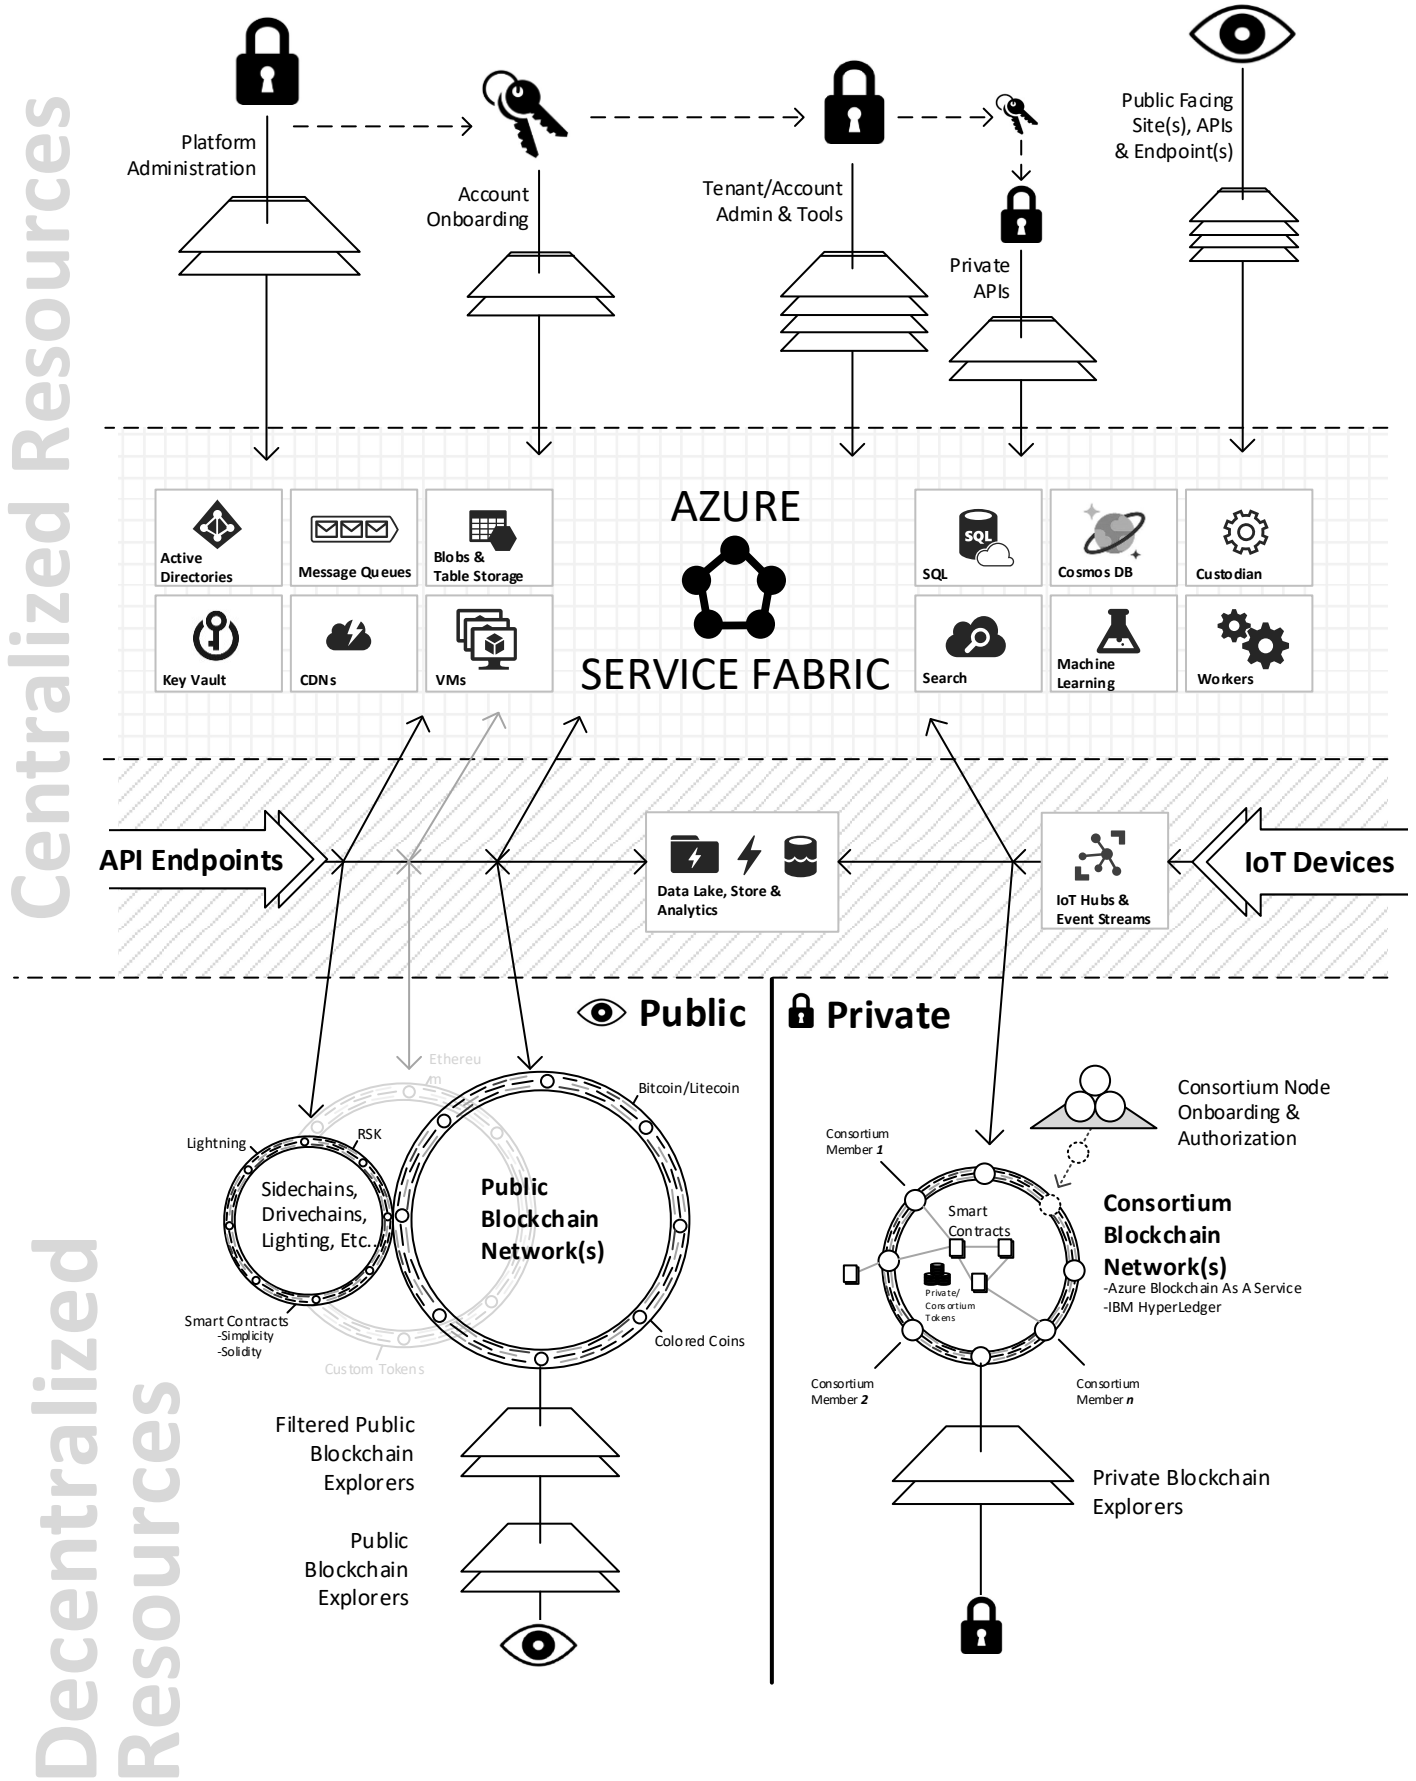 Centralized Resources
Platform
Administration
Account
Onboarding
Tenant/Account
Admin & Tools
Private
APIs
Public Facing
Site(s), APIs
& Endpoint(s)
Active
Directories
Message Queues
Blobs &
Table Storage
Key Vault
CDNs
VMs
AZURE
SERVICE FABRIC
SQL
SQL
Cosmos DB
Custodian
Search
Machine
Learning
Workers
API Endpoints
Data Lake, Store &
Analytics
IoT Hubs &
Event Streams
IoT Devices
Decentralized
Resources
Public
Ethereu
m
Bitcoin/Litecoin
Lightning
RSK
Sidechains,
Drivechains,
Lighting, Etc..
Public
Blockchain
Network(s)
Smart Contracts
-Simplicity
-Solidity
Custom Tokens
Colored Coins
Filtered Public
Blockchain
Explorers
Public
Blockchain
Explorers
Private
Consortium Node
Onboarding &
Authorization
Consortium
Member 1
Smart
Contracts
Private/
Consortium
Tokens
Consortium
Blockchain
Network(s)
-Azure Blockchain As A Service
-IBM HyperLedger
Consortium
Member 2
Consortium
Member n
Private Blockchain
Explorers